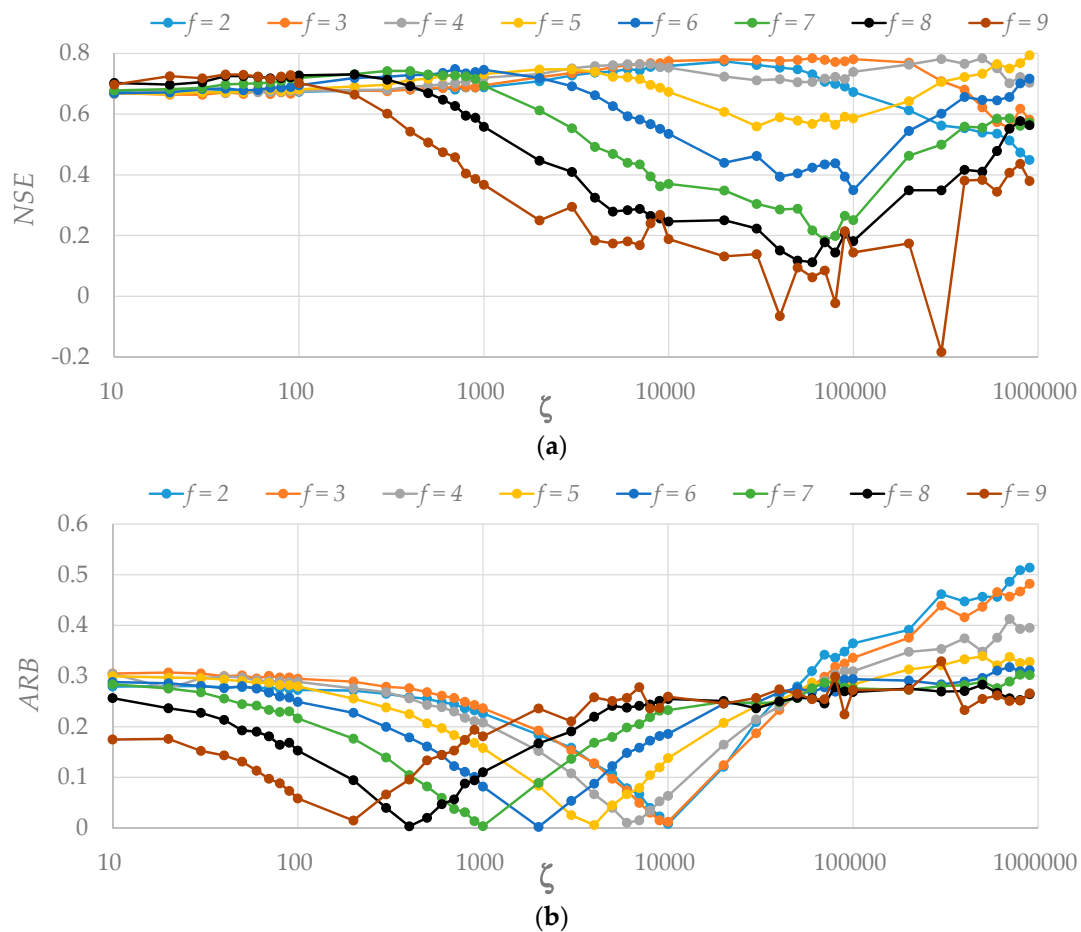 f = 2 f = 3 f = 4 f = 5 f = 6 f = 7 f = 8 f = 9
0.8
0.6
0.4
0.2
0
-0.2
NSE
10 100 1000 10000 100000 1000000
ζ
(a)
f = 2 f = 3 f = 4 f = 5 f = 6 f = 7 f = 8 f = 9
0.6
0.5
0.4
0.3
0.2
0.1
0
ARB
10 100 1000 10000 100000 1000000
ζ
(b)